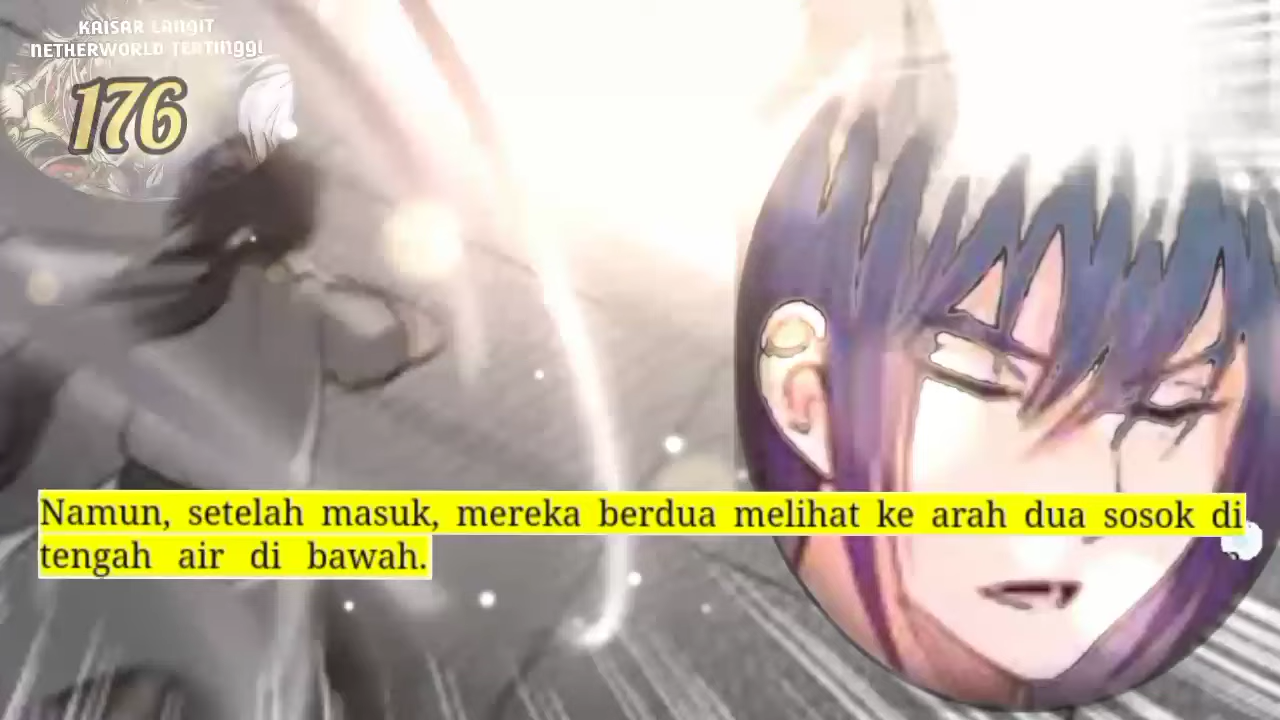 KAISAR LANGIT
NETHERWORLD TERTINGGI
176
Namun, setelah masuk, mereka berdua melihat ke arah dua sosok di
tengah air di bawah.